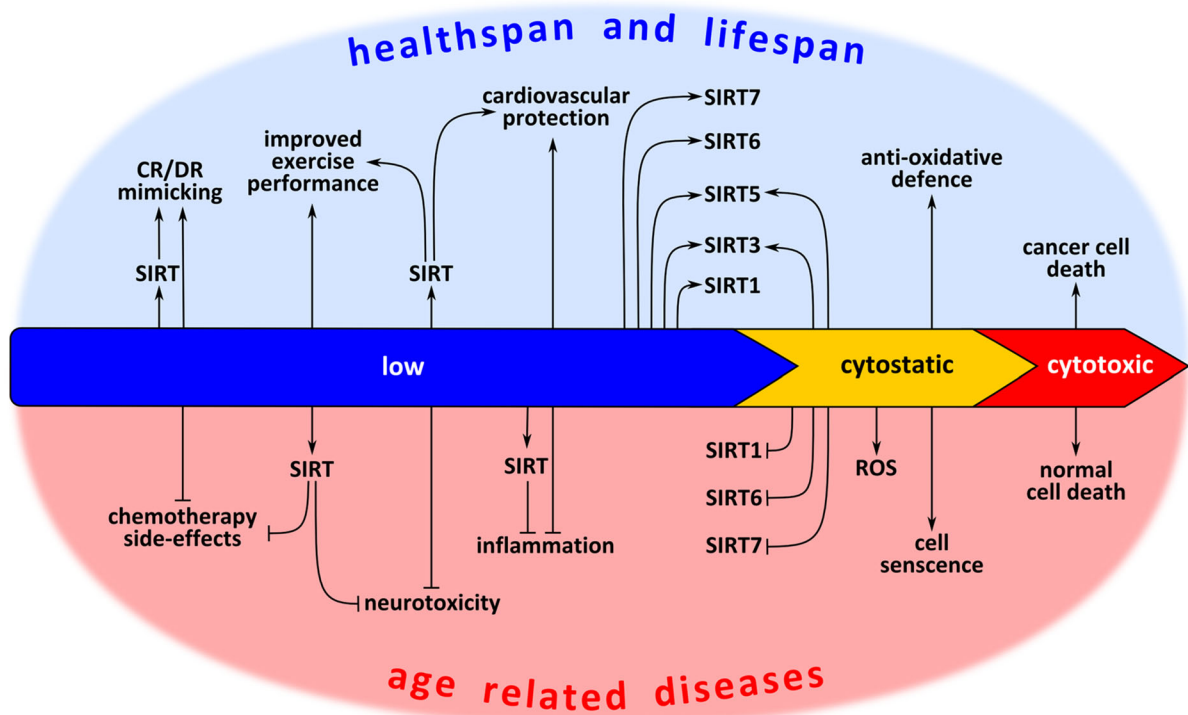 healthspan and lifespan
cardiovascular
protection
SIRT7
improved
exercise
performance
SIRT6
CR/DR
mimicking
anti-oxidative
defence
SIRT5
SIRT3
cancer cell
death
SIRT
SIRT
SIRT1
low
cytostatic
cytotoxic
SIRT1
SIRT
SIRT
ROS
normal
cell death
SIRT6
chemotherapy
side-effects
inflammation
SIRT7
cell
senscence
neurotoxicity
age related diseases